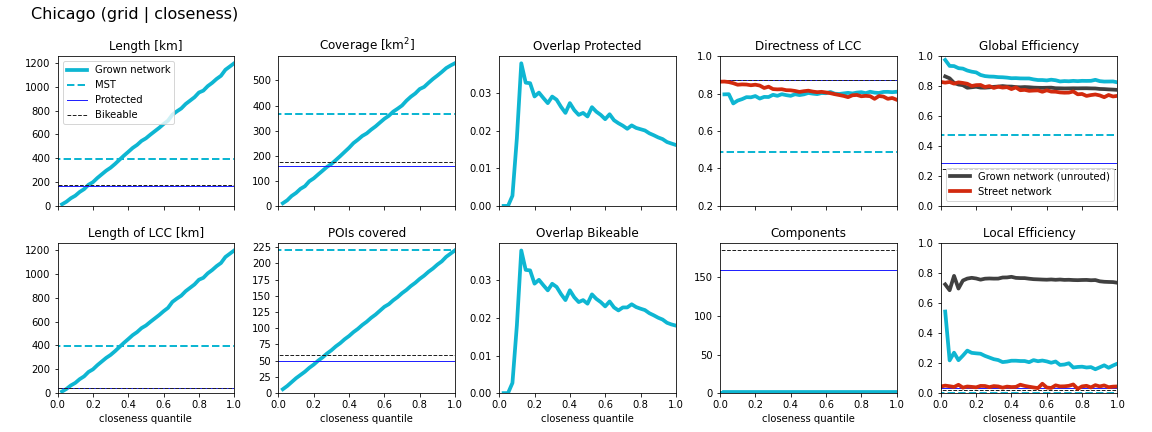 Chicago (grid | closeness)
Length [km]
1200
1000
800
600
400
200
0
Grown network
MST
Protected
Bikeable
Coverage [km²]
500
400
300
200
100
0
Overlap Protected
0.03
0.02
0.01
0.00
Directness of LCC
1.0
0.8
0.6
0.4
0.2
Global Efficiency
1.0
0.8
0.6
0.4
0.2
0.0
Grown network (unrouted)
Street network
Length of LCC [km]
1200
1000
800
600
400
200
0
0.0 0.2 0.4 0.6 0.8 1.0
closeness quantile
POIs covered
225
200
175
150
125
100
75
50
25
0
0.0 0.2 0.4 0.6 0.8 1.0
closeness quantile
Overlap Bikeable
0.03
0.02
0.01
0.00
0.0 0.2 0.4 0.6 0.8 1.0
closeness quantile
Components
150
100
50
0
0.0 0.2 0.4 0.6 0.8 1.0
closeness quantile
Local Efficiency
1.0
0.8
0.6
0.4
0.2
0.0
0.0 0.2 0.4 0.6 0.8 1.0
closeness quantile